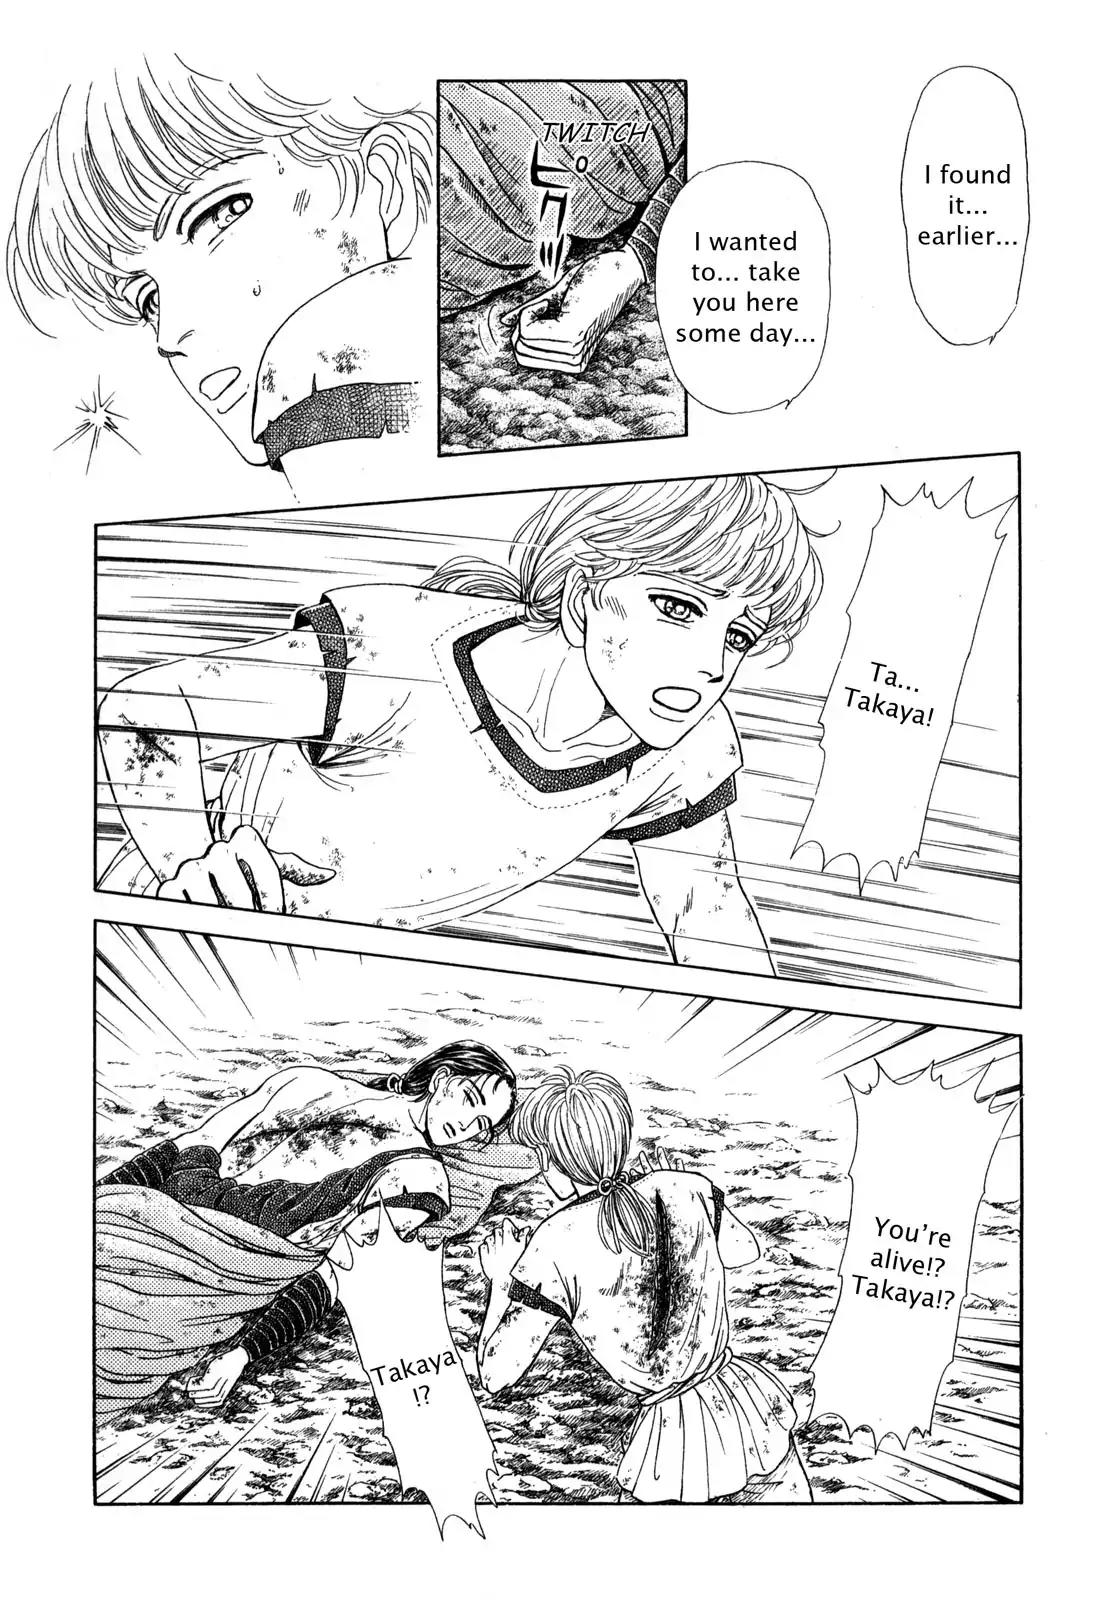 I found
it...
earlier...
I wanted
to... take
you here
some day...
TWITCH
ピクッ
Ta...
Takaya!
You're
alive!?
Takaya!?
Takaya
!?